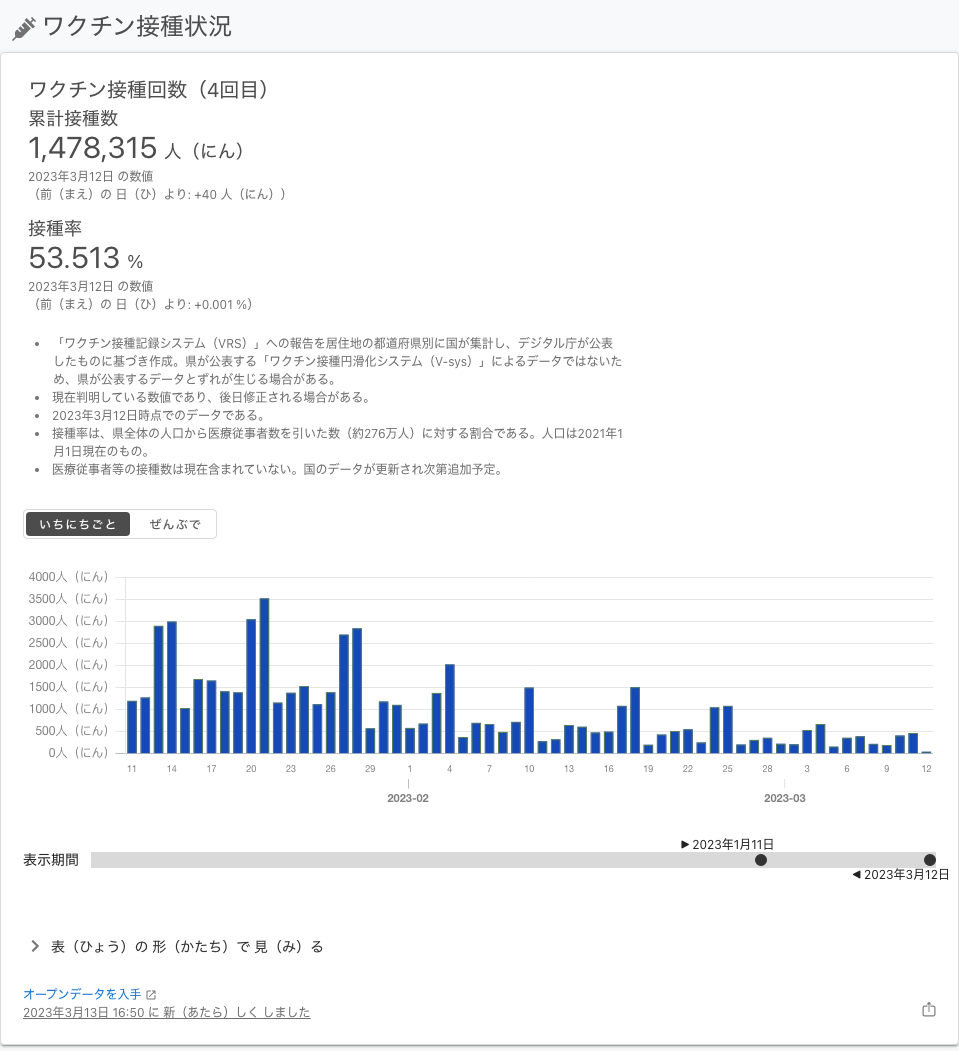 ワクチン接種状況
ワクチン接種回数（4回目）
累計接種数
1,478,315 人（にん）
2023年3月12日 の数値
（前（まえ）の 日（ひ）より: +40 人（にん））
接種率
53.513 %
2023年3月12日 の数値
（前（まえ）の 日（ひ）より: +0.001 %）
「ワクチン接種記録システム（VRS）」への報告を居住地の都道府県別に国が集計し、デジタル庁が公表
したものに基づき作成。県が公表する「ワクチン接種円滑化システム（V-sys）」によるデータではないた
め、県が公表するデータとずれが生じる場合がある。
現在判明している数値であり、後日修正される場合がある。
2023年3月12日時点でのデータである。
接種率は、県全体の人口から医療従事者数を引いた数（約276万人）に対する割合である。人口は2021年1
月1日現在のもの。
医療従事者等の接種数は現在含まれていない。国のデータが更新され次第追加予定。
いちにちごと ぜんぶで
4000人（にん）
3500人（にん）
3000人（にん）
2500人（にん）
2000人（にん）
1500人（にん）
1000人（にん）
500人（にん）
0人（にん）
11 14 17 20 23 26 29 1 4 7 10 13 16 19 22 25 28 3 6 9 12
2023-02 2023-03
2023年1月11日
表示期間
2023年3月12日
表（ひょう）の 形（かたち）で 見（み）る
オープンデータを入手
2023年3月13日 16:50 に 新（あたら）しく しました